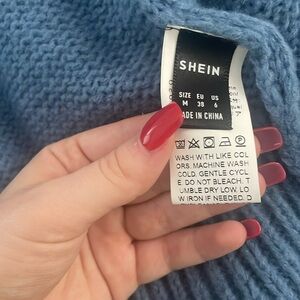 SHEIN
SIZE EU US
M 38 6
MADE IN CHINA
WASH WITH LIKE COL
ORS, MACHINE WASH
COLD. GENTLE CYCL
E. DO NOT BLEACH. T
UMBLE DRY LOW. LO
W IRON IF NEEDED. D